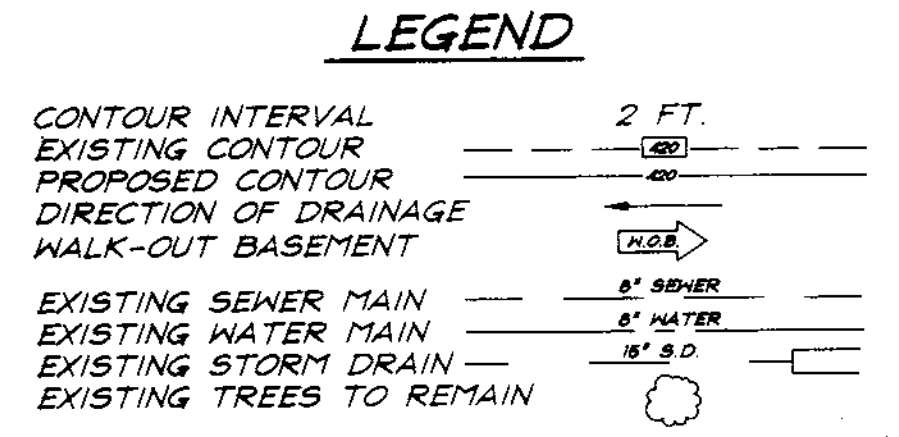 LEGEND
CONTOUR INTERVAL 2 FT.
EXISTING CONTOUR 420
PROPOSED CONTOUR 420
DIRECTION OF DRAINAGE
WALK-OUT BASEMENT W.O.B.
EXISTING SEWER MAIN 8" SEWER
EXISTING WATER MAIN 8" WATER
EXISTING STORM DRAIN 15" S.D.
EXISTING TREES TO REMAIN